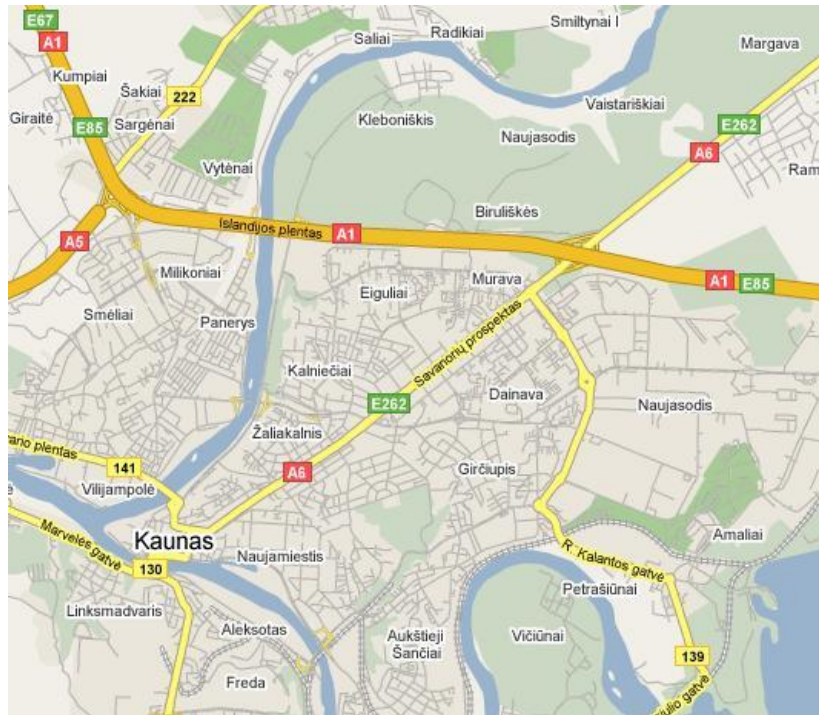 E67
A1
Kumpiai
Šakiai
222
Giraitė
E85
Sargėnai
Saliai
Radikiai
Smiltynai I
Margava
Kleboniškis
Vaistariškiai
Naujasodis
E262
A6
Vytėnai
Biruliškės
A5
Islandijos plentas
A1
Milikoniai
Murava
A1
E85
Smėliai
Eiguliai
Panerys
Savanorių prospektas
Kalniečiai
Dainava
Naujasodis
E262
Žaliakalnis
plentas
141
A6
Girčiupis
Vilijampolė
Marvelės gatvė
Kaunas
Amaliai
130
Naujamiestis
R. Kalantos gatvė
Petrašiūnai
Linksmadvaris
Aleksotas
Aukštieji
Šančiai
Vičiūnai
139
Freda
gatvė